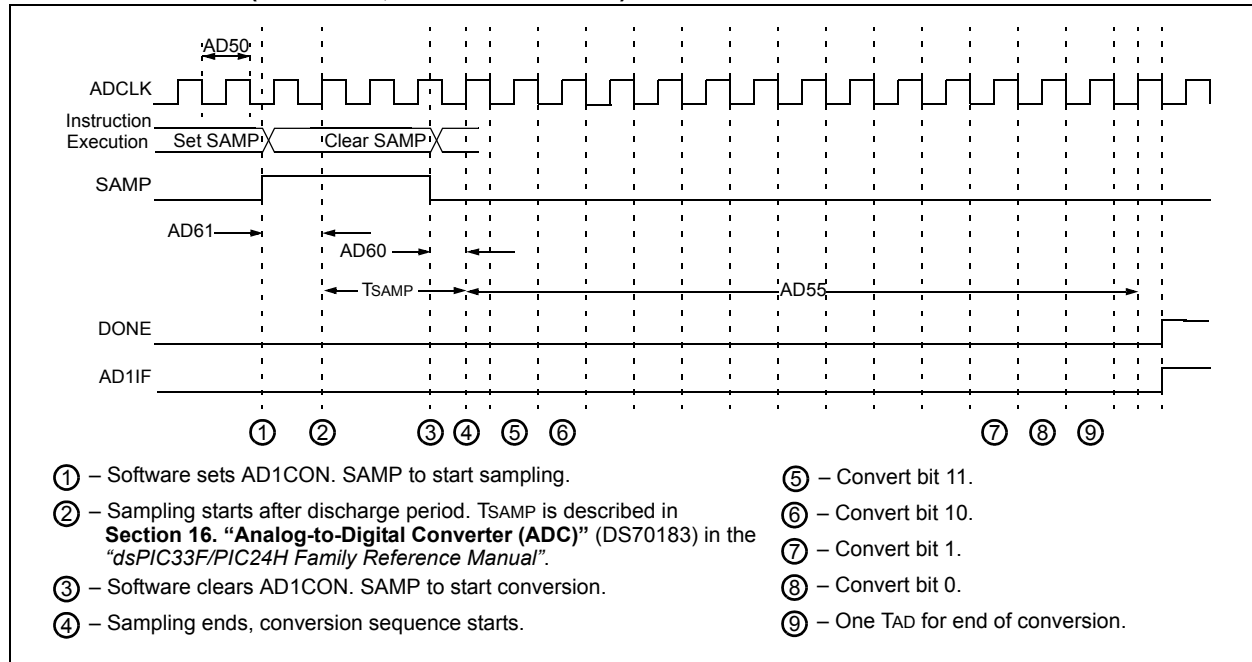 AD50
ADCLK
Instruction
Execution
Set SAMP
Clear SAMP
SAMP
AD61
AD60
TSAMP
AD55
DONE
AD1IF
1 2 3 4 5 6 7 8 9
1 – Software sets AD1CON. SAMP to start sampling.
2 – Sampling starts after discharge period. TSAMP is described in
Section 16. “Analog-to-Digital Converter (ADC)” (DS70183) in the
“dsPIC33F/PIC24H Family Reference Manual”.
3 – Software clears AD1CON. SAMP to start conversion.
4 – Sampling ends, conversion sequence starts.
5 – Convert bit 11.
6 – Convert bit 10.
7 – Convert bit 1.
8 – Convert bit 0.
9 – One TAD for end of conversion.